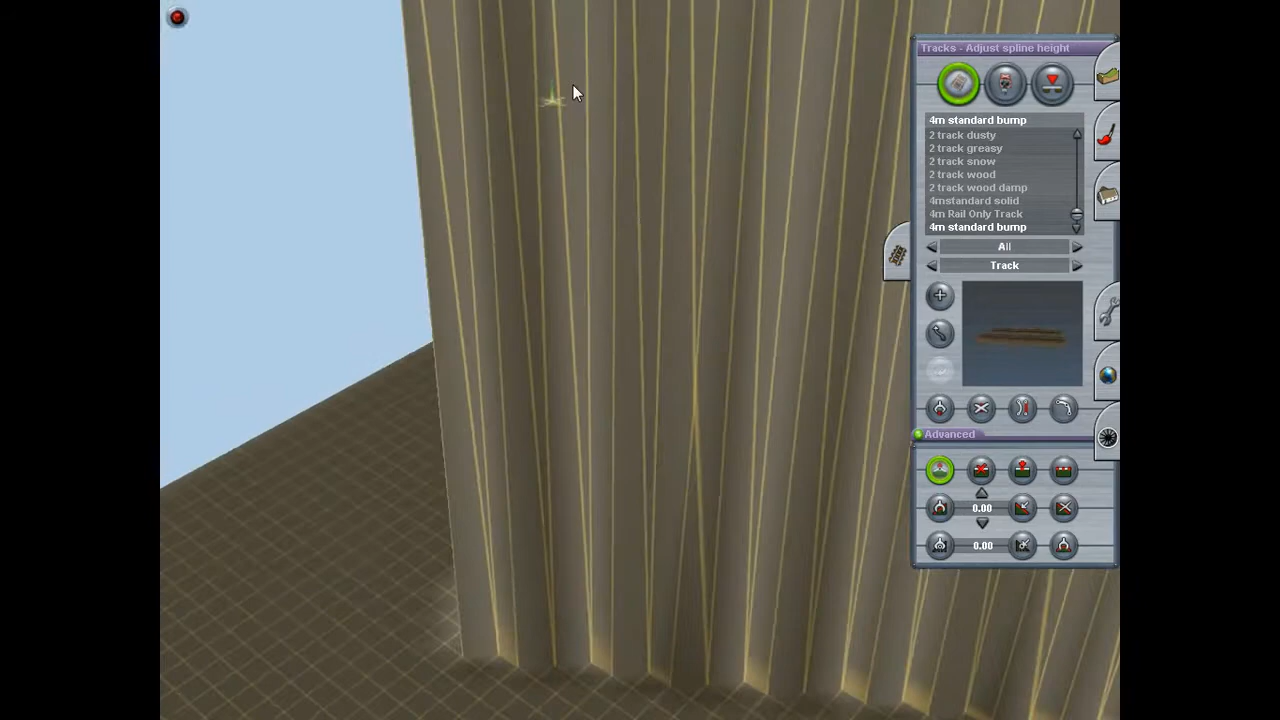 Tracks - Adjust spline height
4m standard bump
2 track dusty
2 track greasy
2 track snow
2 track wood
2 track wood damp
4mstandard solid
4m Rail Only Track
4m standard bump
All
Track
Advanced
0.00
0.00